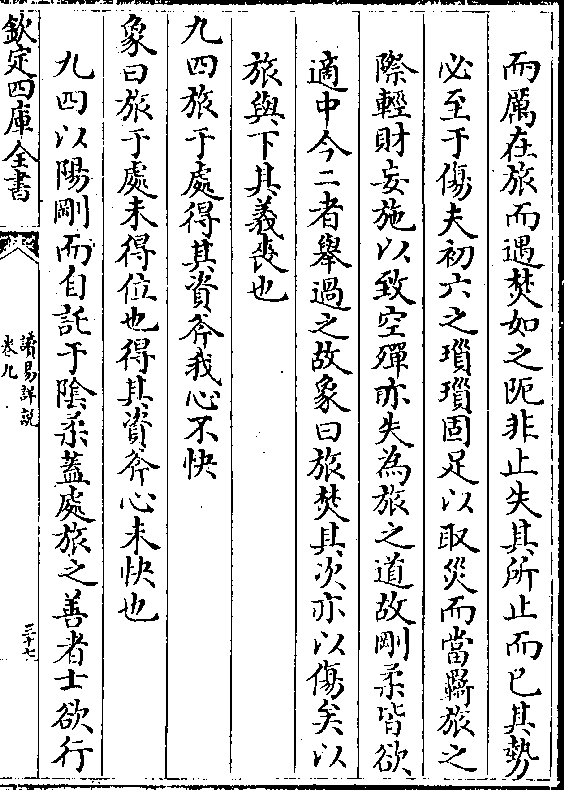 而厲在旅而遇焚如之阨非止失其所止而已其勢
必至于傷夫初六之瑣瑣固足以取災而當羇旅之
際輕財妄施以致空殫亦失為旅之道故剛柔皆欲
適中今二者舉過之故象曰旅焚其次亦以傷矣以
旅與下其義喪也
九四旅于處得其資斧我心不快
象曰旅于處未得位也得其資斧心未快也
九四以陽剛而自託于陰柔蓋處旅之善者士欲行
欽定四庫全書
讀易詳說
卷九
三十七